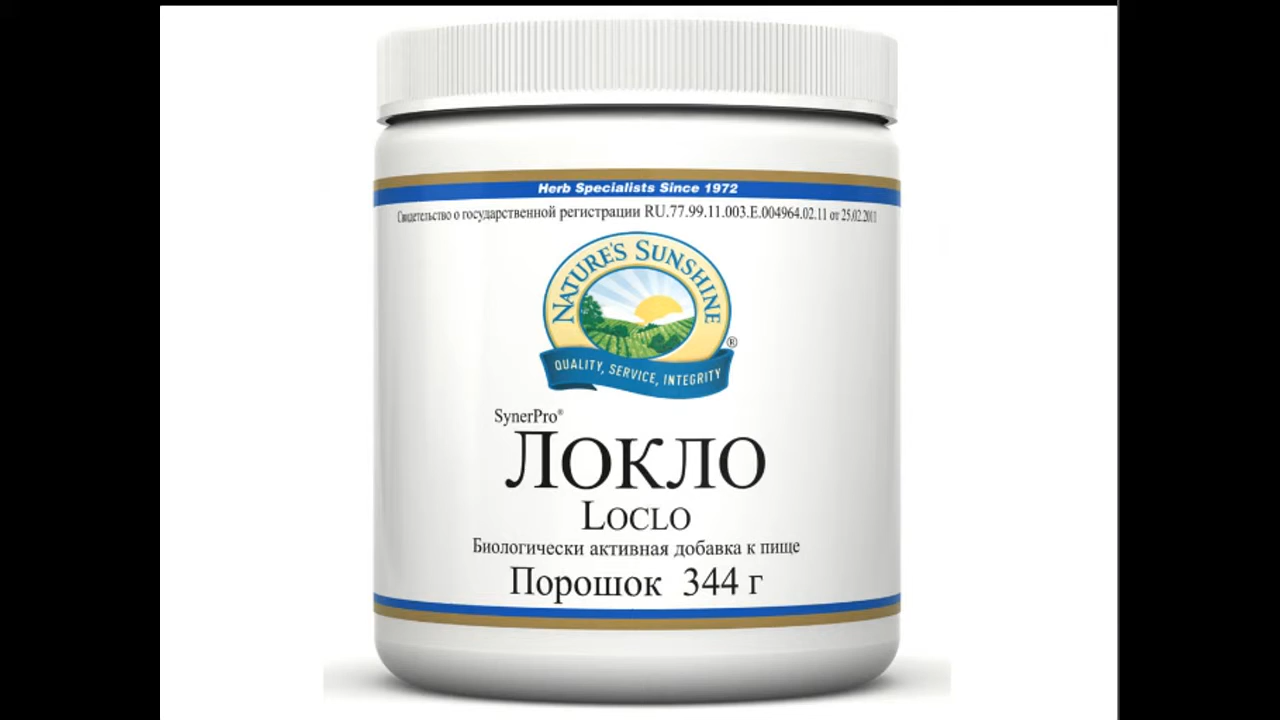 Herb Specialists Since 1972
Свидетельство о государственной регистрации RU.77.99.11.003.E.004964.02.11 от 25.02.2011
NATURE'S SUNSHINE
®
QUALITY, SERVICE, INTEGRITY
SynerPro®
ЛОКЛО
LOCLO
Биологически активная добавка к пище
Порошок 344 г